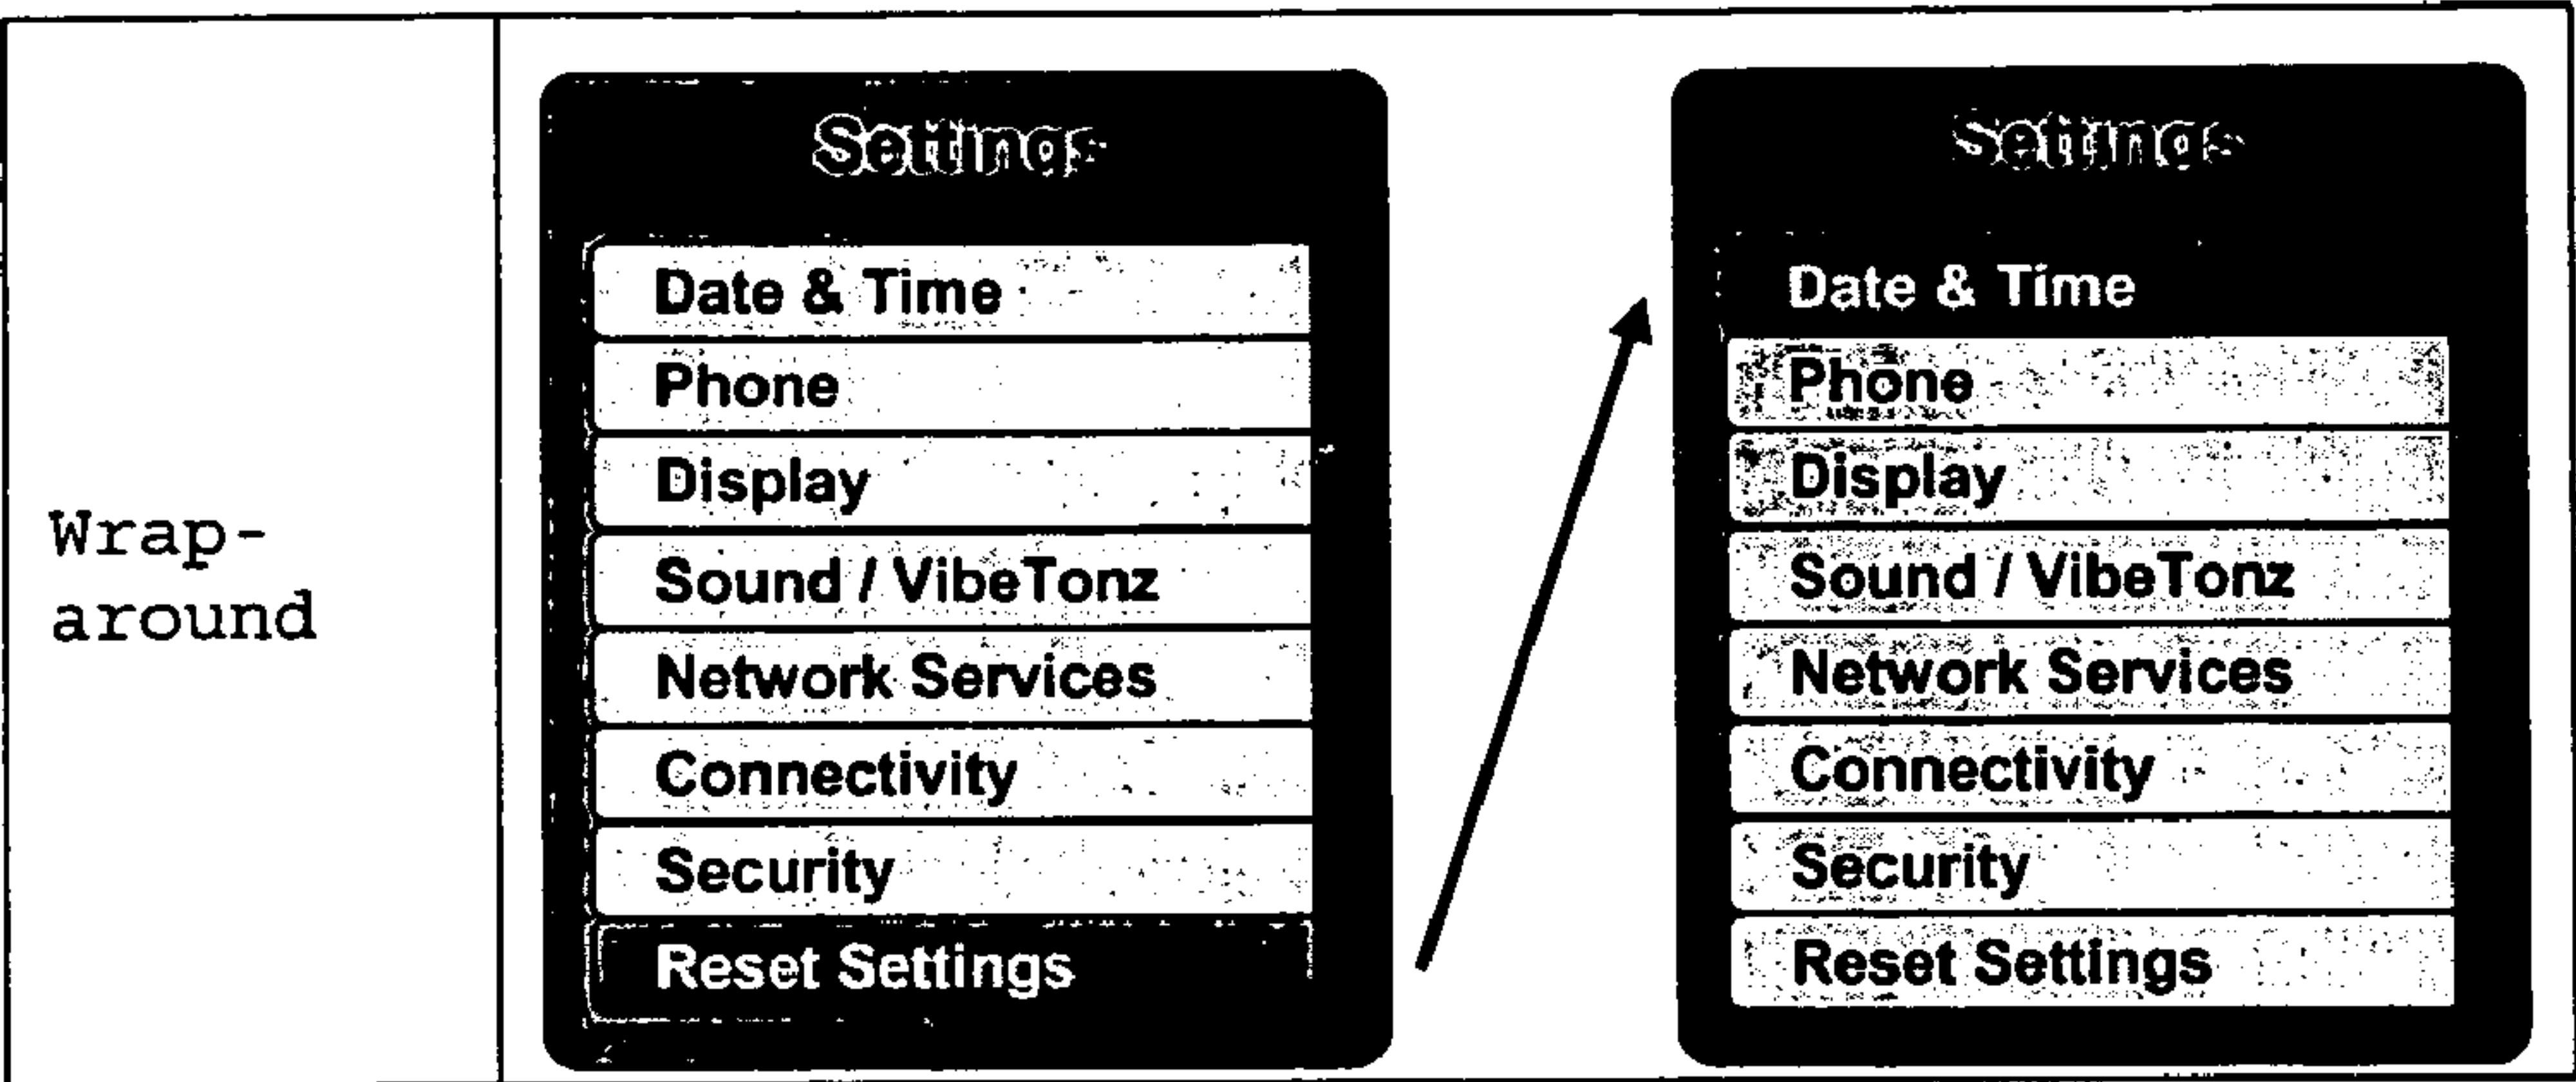 Wrap-
around
Settings
Date & Time
Phone
Display
Sound / VibeTonz
Network Services
Connectivity
Security
Reset Settings
Settings
Date & Time
Phone
Display
Sound / VibeTonz
Network Services
Connectivity
Security
Reset Settings